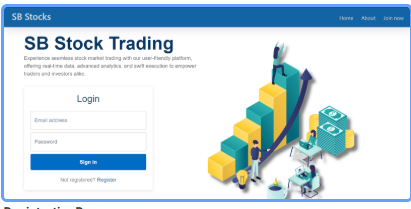 SB Stocks
Home About Join now
SB Stock Trading
Experience seamless stock market trading with our user-friendly platform,
offering real-time data, advanced analytics, and swift execution to empower
traders and investors alike.
Login
Email address
Password
Sign in
Not registered? Register